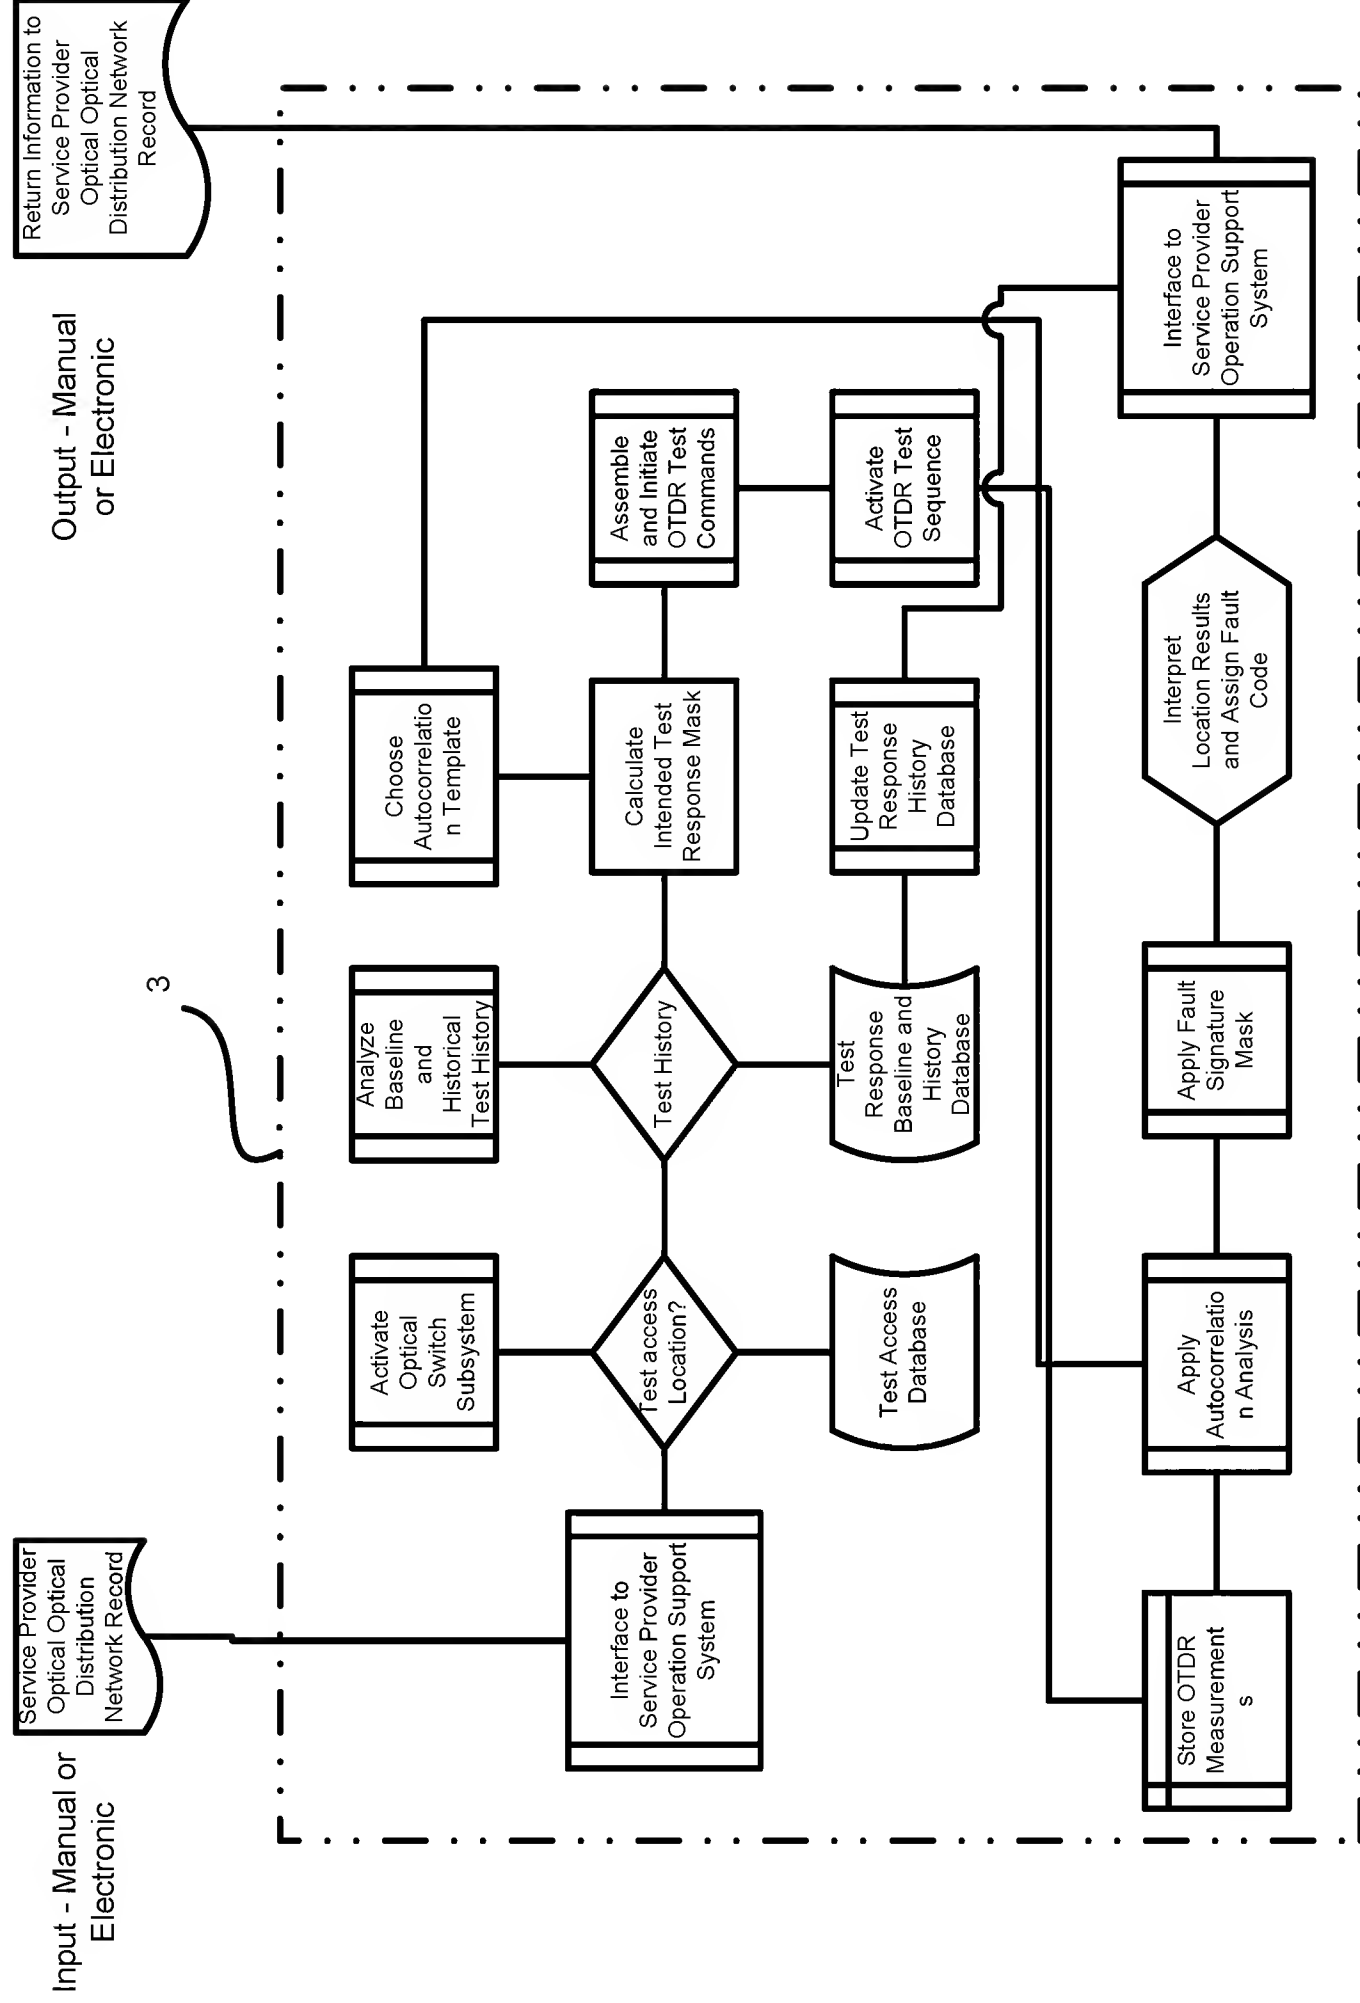 Input - Manual or
Electronic
Service Provider
Optical Optical
Distribution
Network Record
Output - Manual
or Electronic
Return Information to
Service Provider
Optical Optical
Distribution Network
Record
3
Activate
Optical
Switch
Subsystem
Analyze
Baseline
and
Historical
Test History
Choose
Autocorrelatio
n Template
Interface to
Service Provider
Operation Support
System
Test access
Location?
Test History
Calculate
Intended Test
Response Mask
Assemble
and Initiate
OTDR Test
Commands
Test Access
Database
Test
Response
Baseline and
History
Database
Update Test
Response
History
Database
Activate
OTDR Test
Sequence
Store OTDR
Measurement
s
Apply
Autocorrelatio
n Analysis
Apply Fault
Signature
Mask
Interpret
Location Results
and Assign Fault
Code
Interface to
Service Provider
Operation Support
System